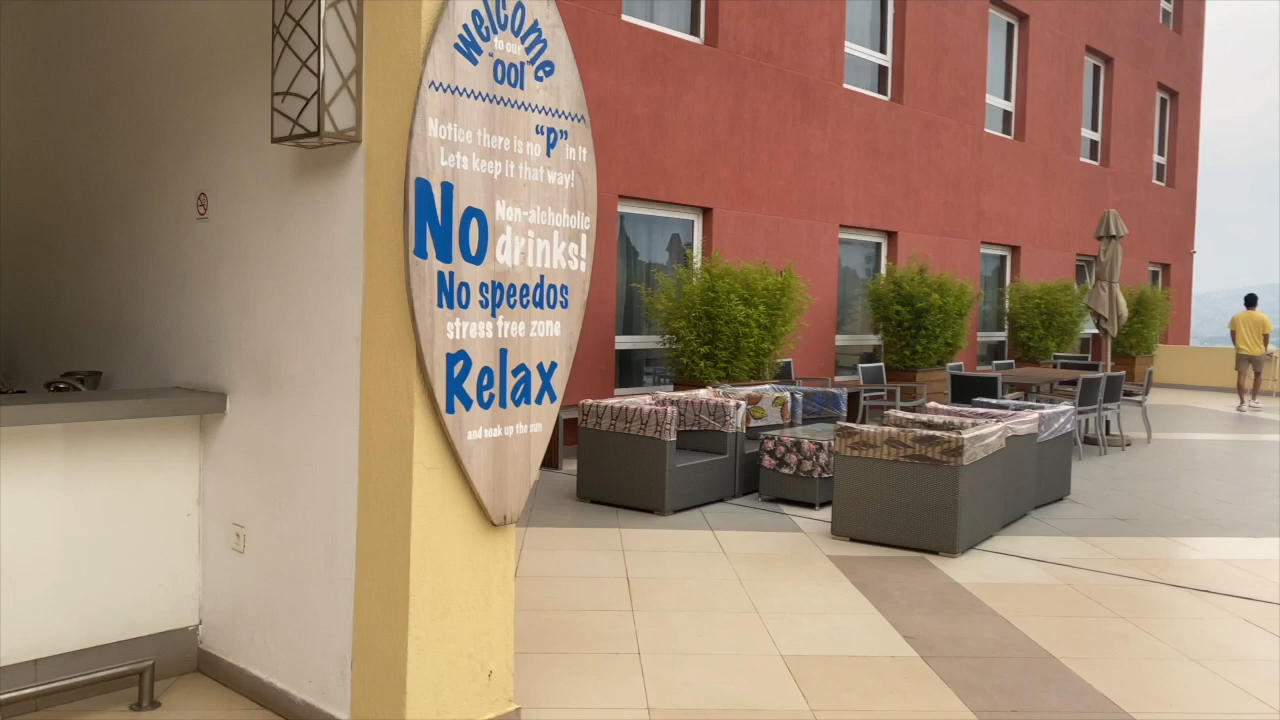 welcome
to our
"ool"
Notice there is no "P" in it
Lets keep it that way!
No Non-alchoholic
drinks!
No speedos
stress free zone
Relax
and soak up the sun